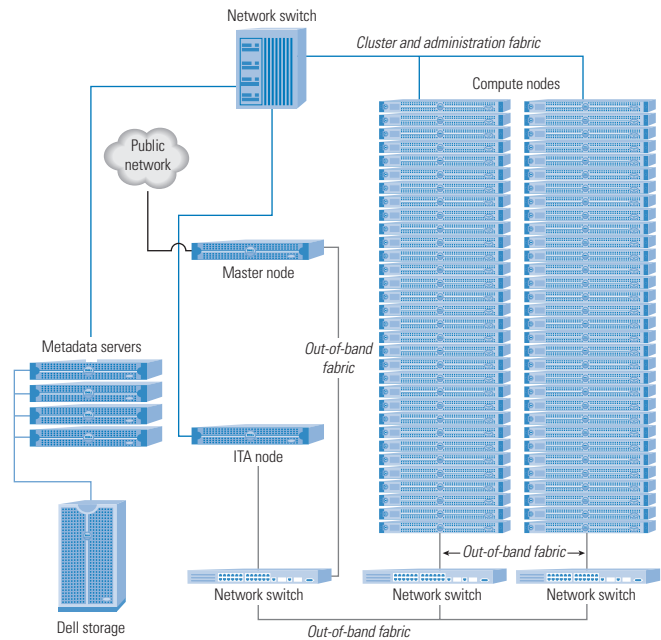 Network switch
Cluster and administration fabric
Compute nodes
Public
network
Master node
Out-of-band
fabric
Metadata servers
ITA node
Out-of-band fabric
Network switch
Network switch
Network switch
Dell storage
Out-of-band fabric